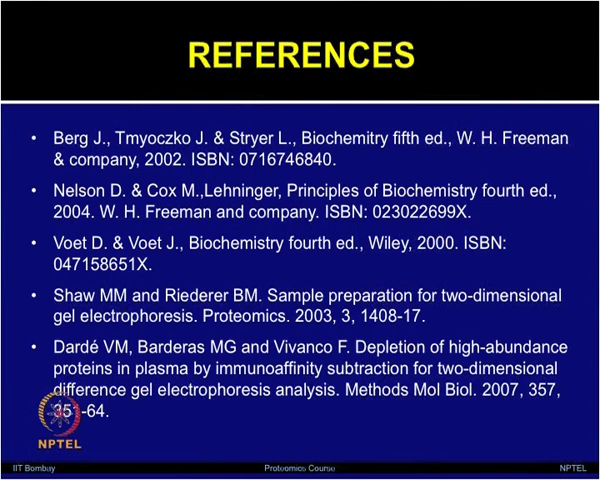 REFERENCES
• Berg J., Tmyoczko J. & Stryer L., Biochemitry fifth ed., W. H. Freeman
& company, 2002. ISBN: 0716746840.
• Nelson D. & Cox M.,Lehninger, Principles of Biochemistry fourth ed.,
2004. W. H. Freeman and company. ISBN: 023022699X.
• Voet D. & Voet J., Biochemistry fourth ed., Wiley, 2000. ISBN:
047158651X.
• Shaw MM and Riederer BM. Sample preparation for two-dimensional
gel electrophoresis. Proteomics. 2003, 3, 1408-17.
• Dardé VM, Barderas MG and Vivanco F. Depletion of high-abundance
proteins in plasma by immunoaffinity subtraction for two-dimensional
difference gel electrophoresis analysis. Methods Mol Biol. 2007, 357,
351-64.
NPTEL
IIT Bombay Proteomics Course NPTEL